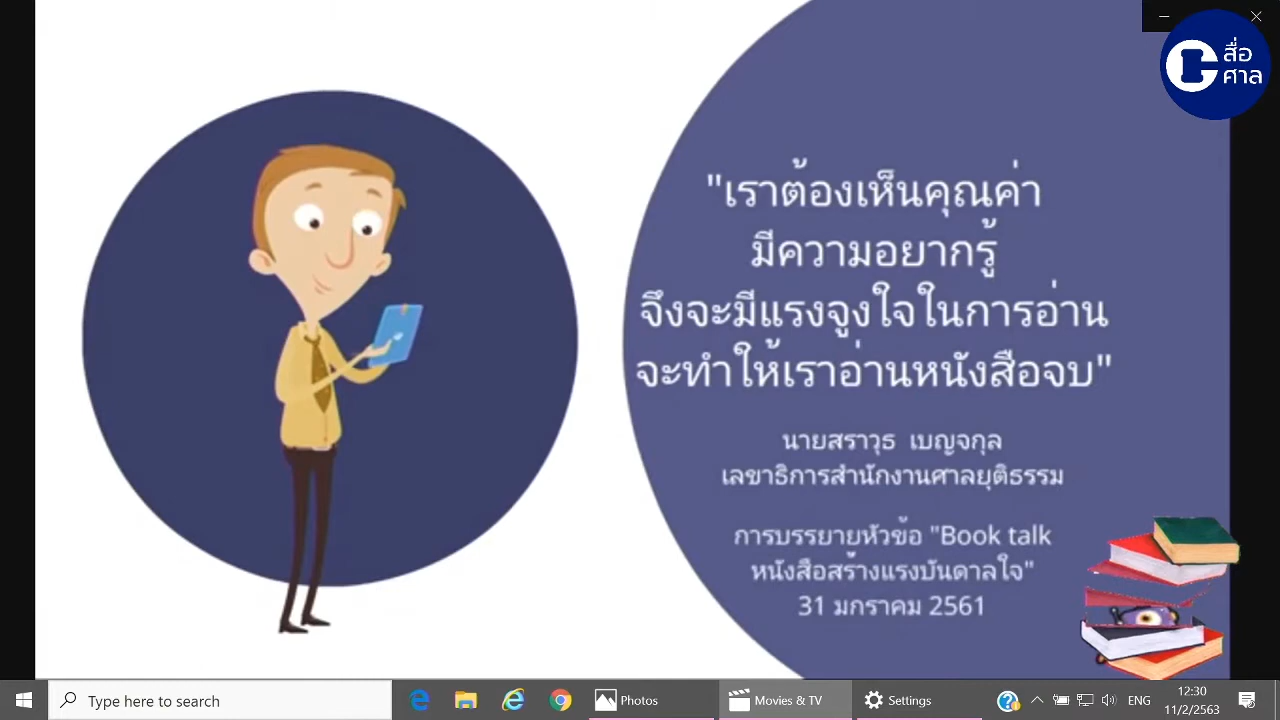 สื่อ
ศาล
"เราต้องเห็นคุณค่า
มีความอยากรู้
จึงจะมีแรงจูงใจในการอ่าน
จะทำให้เราอ่านหนังสือจบ"
นายสราวุธ เบญจกุล
เลขาธิการสำนักงานศาลยุติธรรม
การบรรยายหัวข้อ "Book talk
หนังสือสร้างแรงบันดาลใจ"
31 มกราคม 2561
Type here to search
Photos
Movies & TV
Settings
ENG
12:30
11/2/2563